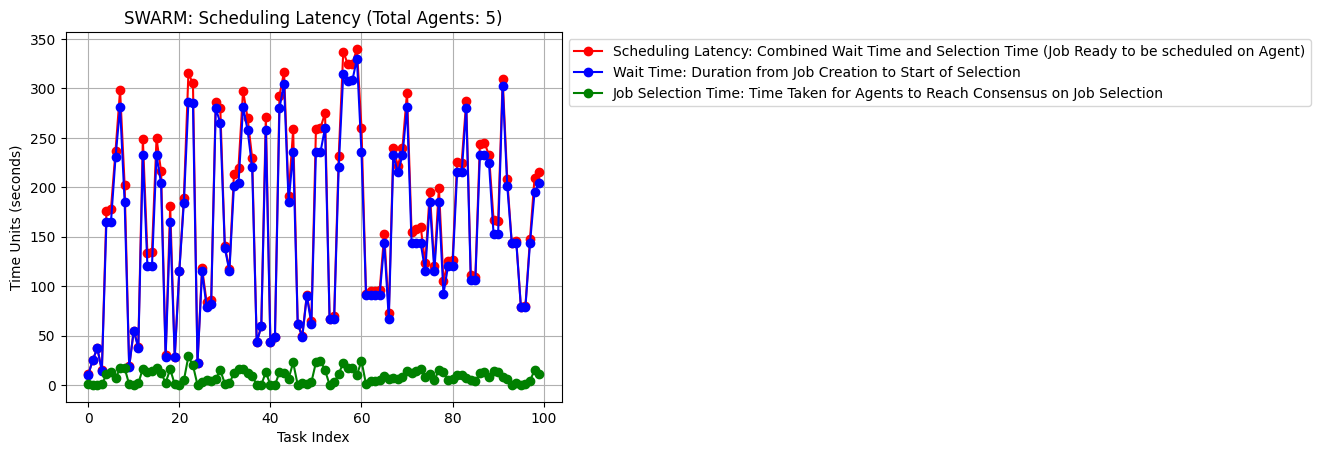 SWARM: Scheduling Latency (Total Agents: 5)
Scheduling Latency: Combined Wait Time and Selection Time (Job Ready to be scheduled on Agent)
Wait Time: Duration from Job Creation to Start of Selection
Job Selection Time: Time Taken for Agents to Reach Consensus on Job Selection
Time Units (seconds)
350
300
250
200
150
100
50
0
0 20 40 60 80 100
Task Index